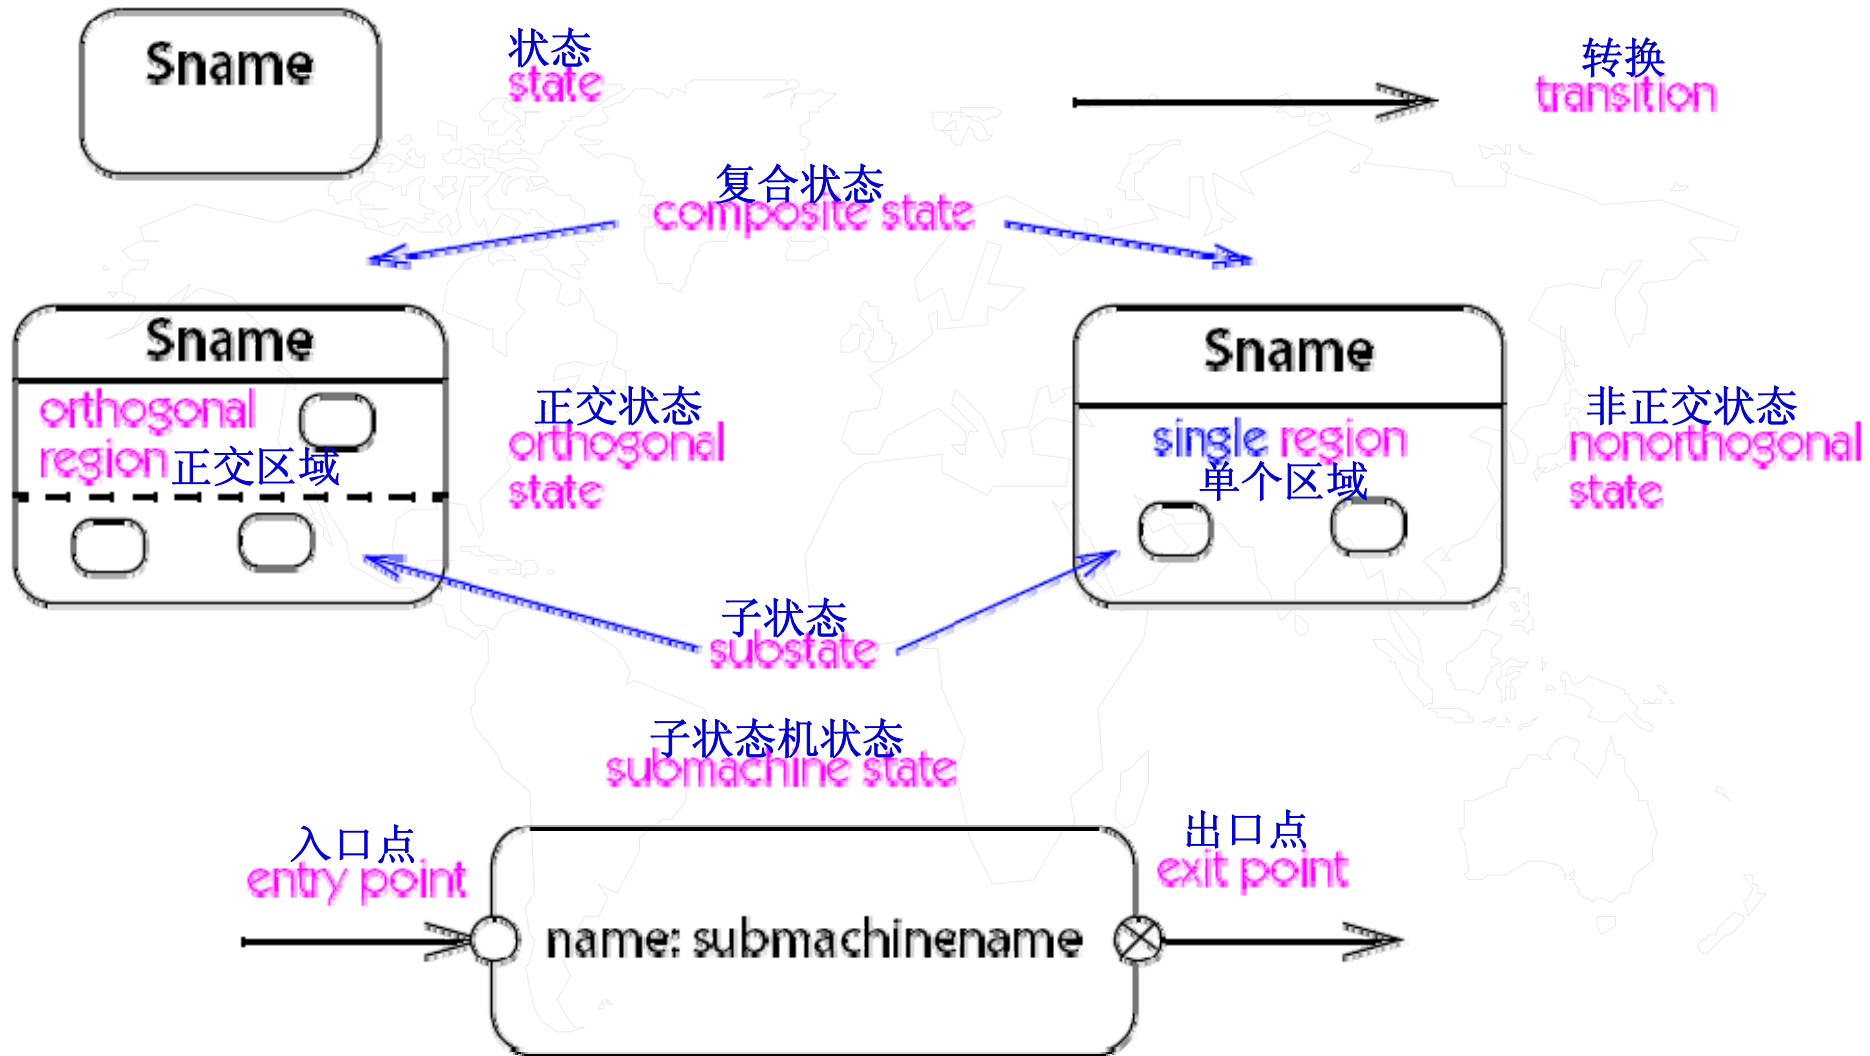 Sname
状态
state
转换
transition
复合状态
composite state
Sname
orthogonal
region
正交区域
正交状态
orthogonal
state
Sname
single region
单个区域
非正交状态
nonorthogonal
state
子状态
substate
子状态机状态
submachine state
入口点
entry point
name: submachinename
出口点
exit point